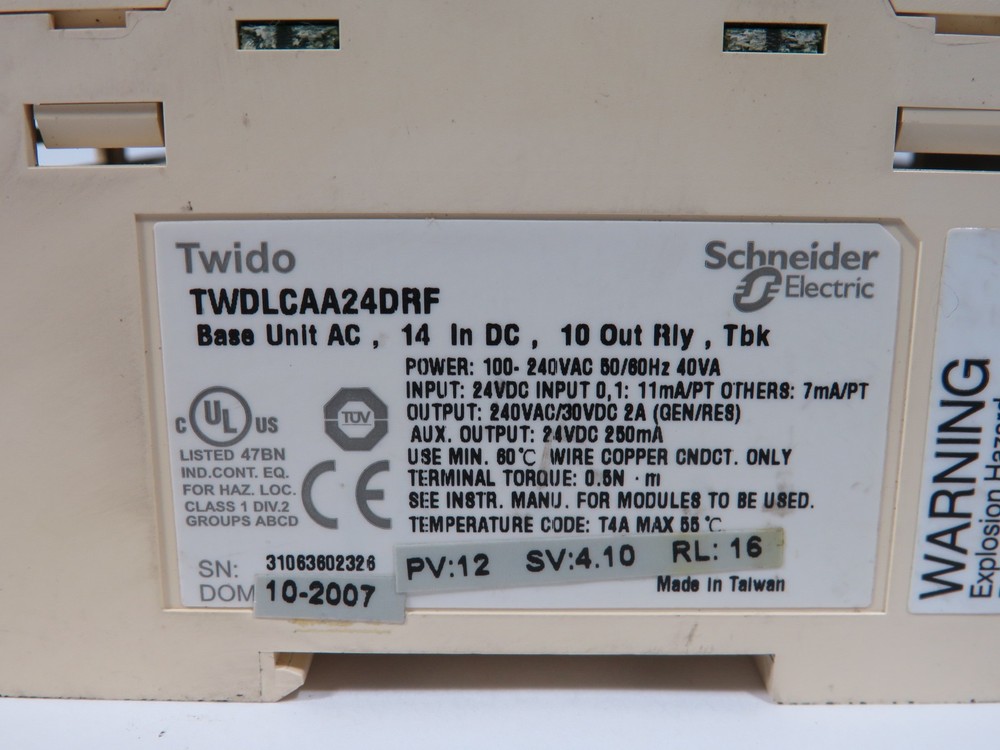 Twido
Schneider
Electric
TWDLCAA24DRF
Base Unit AC , 14 In DC , 10 Out Rly , Tbk
POWER: 100- 240VAC 50/60Hz 40VA
INPUT: 24VDC INPUT 0,1: 11mA/PT OTHERS: 7mA/PT
OUTPUT: 240VAC/30VDC 2A (GEN/RES)
AUX. OUTPUT: 24VDC 250mA
USE MIN. 60℃ WIRE COPPER CNDCT. ONLY
TERMINAL TORQUE: 0.5N · m
SEE INSTR. MANU. FOR MODULES TO BE USED.
TEMPERATURE CODE: T4A MAX 55 ℃
C UL US
TÜV
CE
LISTED 47BN
IND.CONT. EQ.
FOR HAZ. LOC.
CLASS 1 DIV.2
GROUPS ABCD
SN: 31063602326
DOM 10-2007
PV:12 SV:4.10 RL: 16
Made in Taiwan
WARNING
Explosion Hazard